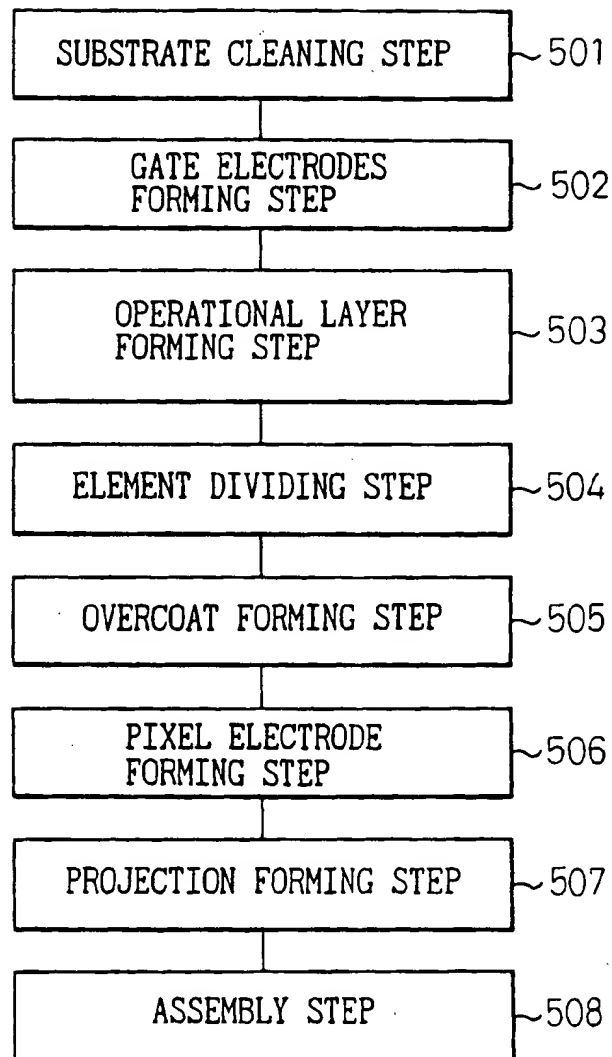 SUBSTRATE CLEANING STEP ~501
GATE ELECTRODES
FORMING STEP ~502
OPERATIONAL LAYER
FORMING STEP ~503
ELEMENT DIVIDING STEP ~504
OVERCOAT FORMING STEP ~505
PIXEL ELECTRODE
FORMING STEP ~506
PROJECTION FORMING STEP ~507
ASSEMBLY STEP ~508